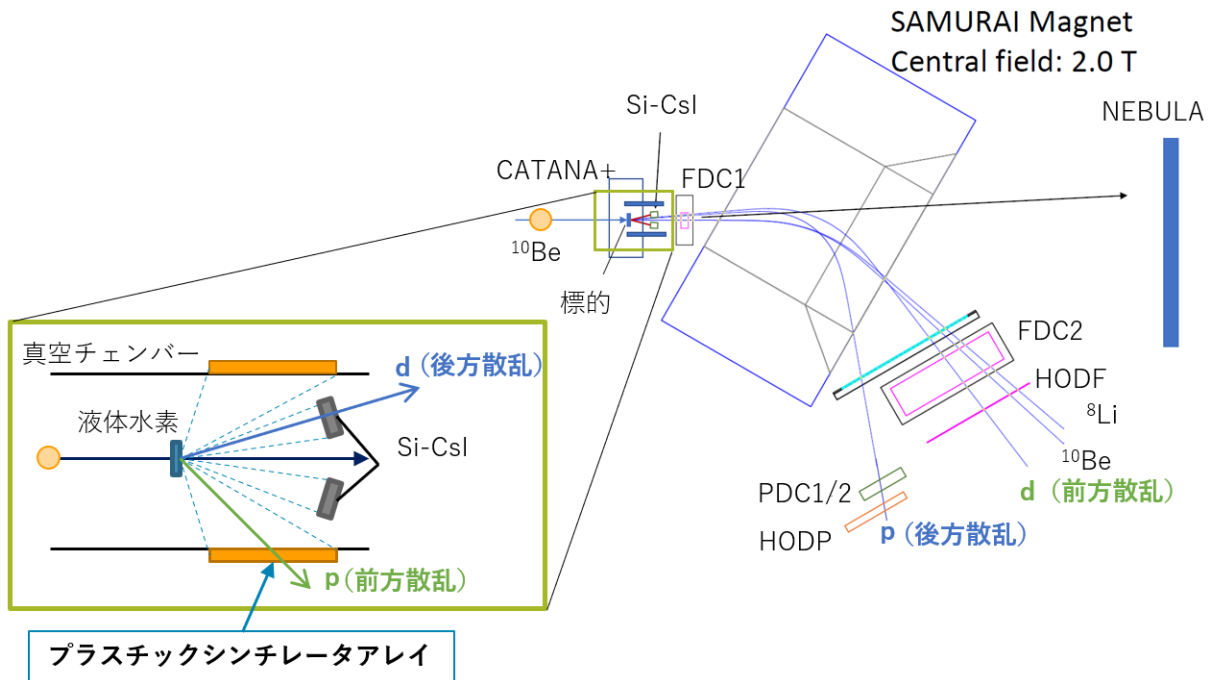 SAMURAI Magnet
Central field: 2.0 T
Si-CsI
NEBULA
CATANA+
FDC1
¹⁰Be
標的
FDC2
HODF
⁸Li
¹⁰Be
d（前方散乱）
PDC1/2
HODP
p（後方散乱）
真空チェンバー
d（後方散乱）
液体水素
Si-CsI
p（前方散乱）
プラスチックシンチレータアレイ